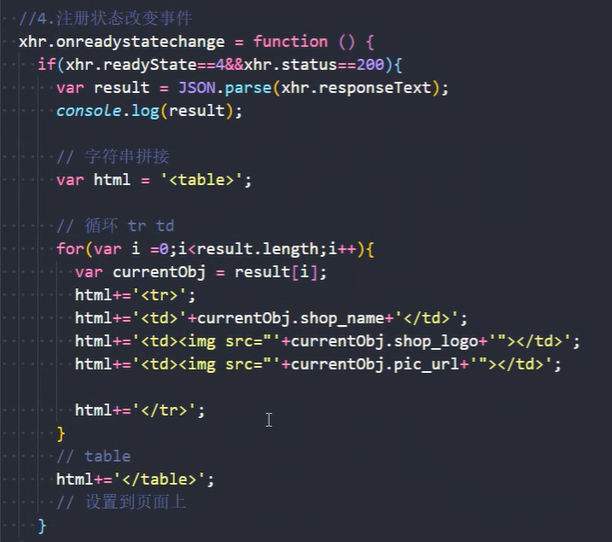 //4.注册状态改变事件
xhr.onreadystatechange = function () {
if(xhr.readyState==4&&xhr.status==200){
var result = JSON.parse(xhr.responseText);
console.log(result);
// 字符串拼接
var html = '<table>';
// 循环 tr td
for(var i =0;i<result.length;i++){
var currentObj = result[i];
html+='<tr>';
html+='<td>'+currentObj.shop_name+'</td>';
html+='<td><img src="'+currentObj.shop_logo+'"></td>';
html+='<td><img src="'+currentObj.pic_url+'"></td>';
html+='</tr>';
}
// table
html+='</table>';
// 设置到页面上
}